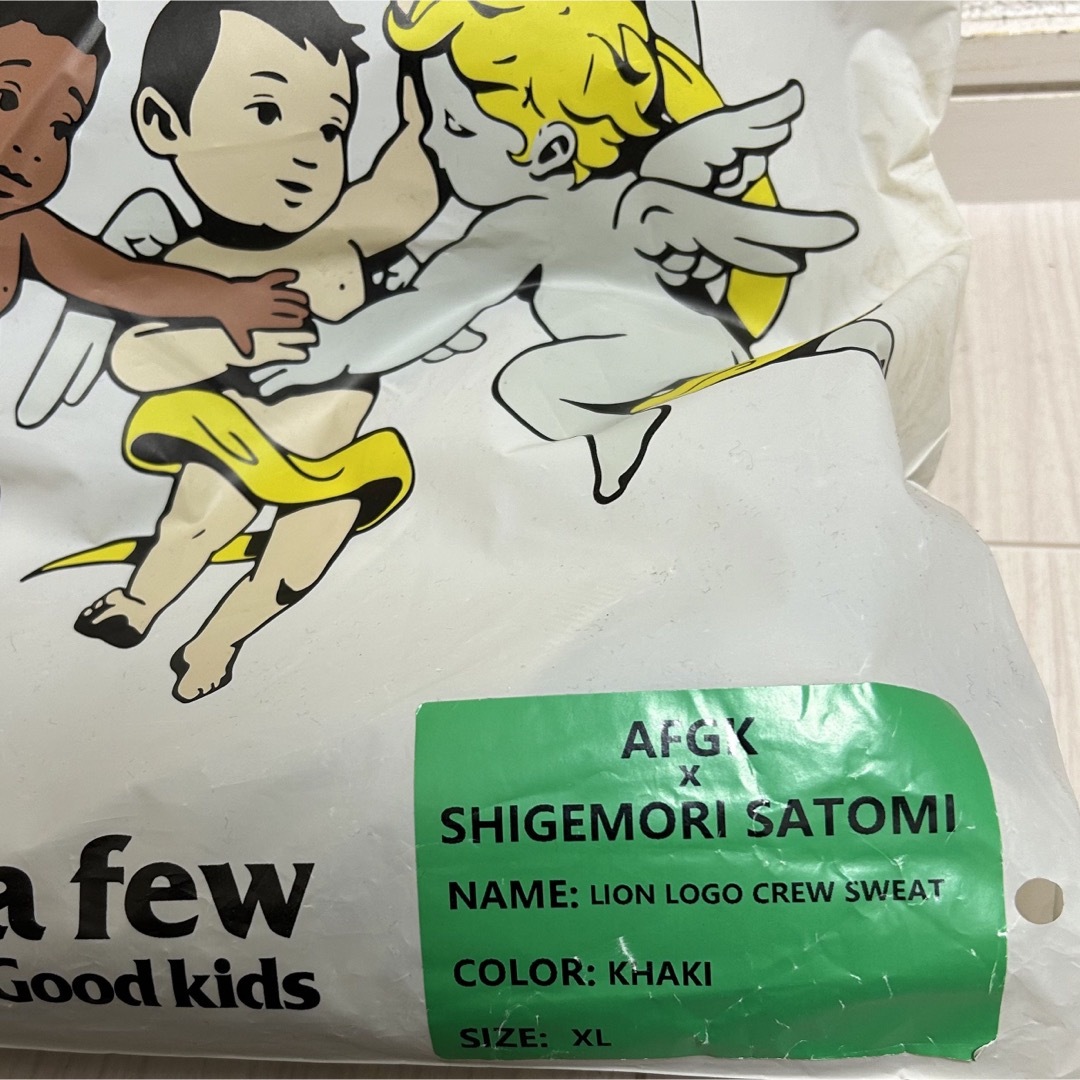 a few
Good kids
AFGK
x
SHIGEMORI SATOMI
NAME: LION LOGO CREW SWEAT
COLOR: KHAKI
SIZE: XL